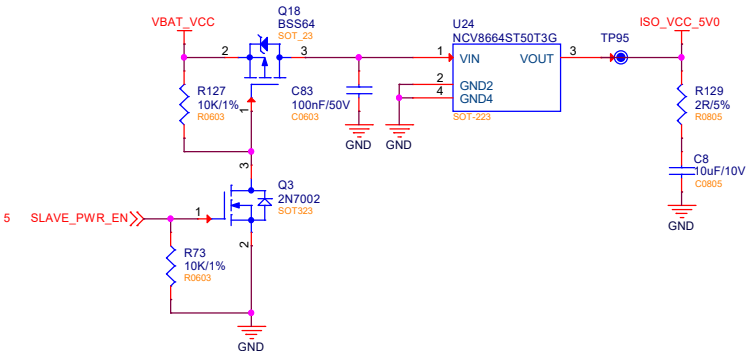 VBAT_VCC
Q18
BSS64
SOT_23
2
3
1
R127
10K/1%
R0603
C83
100nF/50V
C0603
GND
GND
U24
NCV8664ST50T3G
1
VIN
VOUT
3
2
GND2
4
GND4
SOT-223
TP95
ISO_VCC_5V0
R129
2R/5%
R0805
C8
10uF/10V
C0805
GND
3
Q3
2N7002
SOT323
5
SLAVE_PWR_EN
1
2
R73
10K/1%
R0603
GND